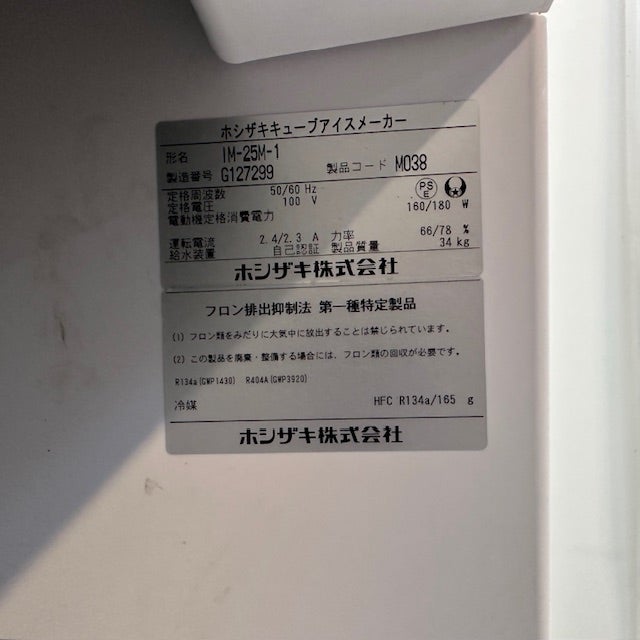 ホシザキキューブアイスメーカー
形名 IM-25M-1
製造番号 G127299 製品コード M038
定格周波数 50/60 Hz
定格電圧 100 V PSE
電動機定格消費電力 160/180 W
運転電流 2.4/2.3 A 力率 66/78 %
給水装置 自己認証 製品質量 34 kg
ホシザキ株式会社
フロン排出抑制法 第一種特定製品
(1) フロン類をみだりに大気中に放出することは禁じられています。
(2) この製品を廃棄・整備する場合には、フロン類の回収が必要です。
R134a(GWP1430) R404A(GWP3920)
冷媒 HFC R134a/165 g
ホシザキ株式会社